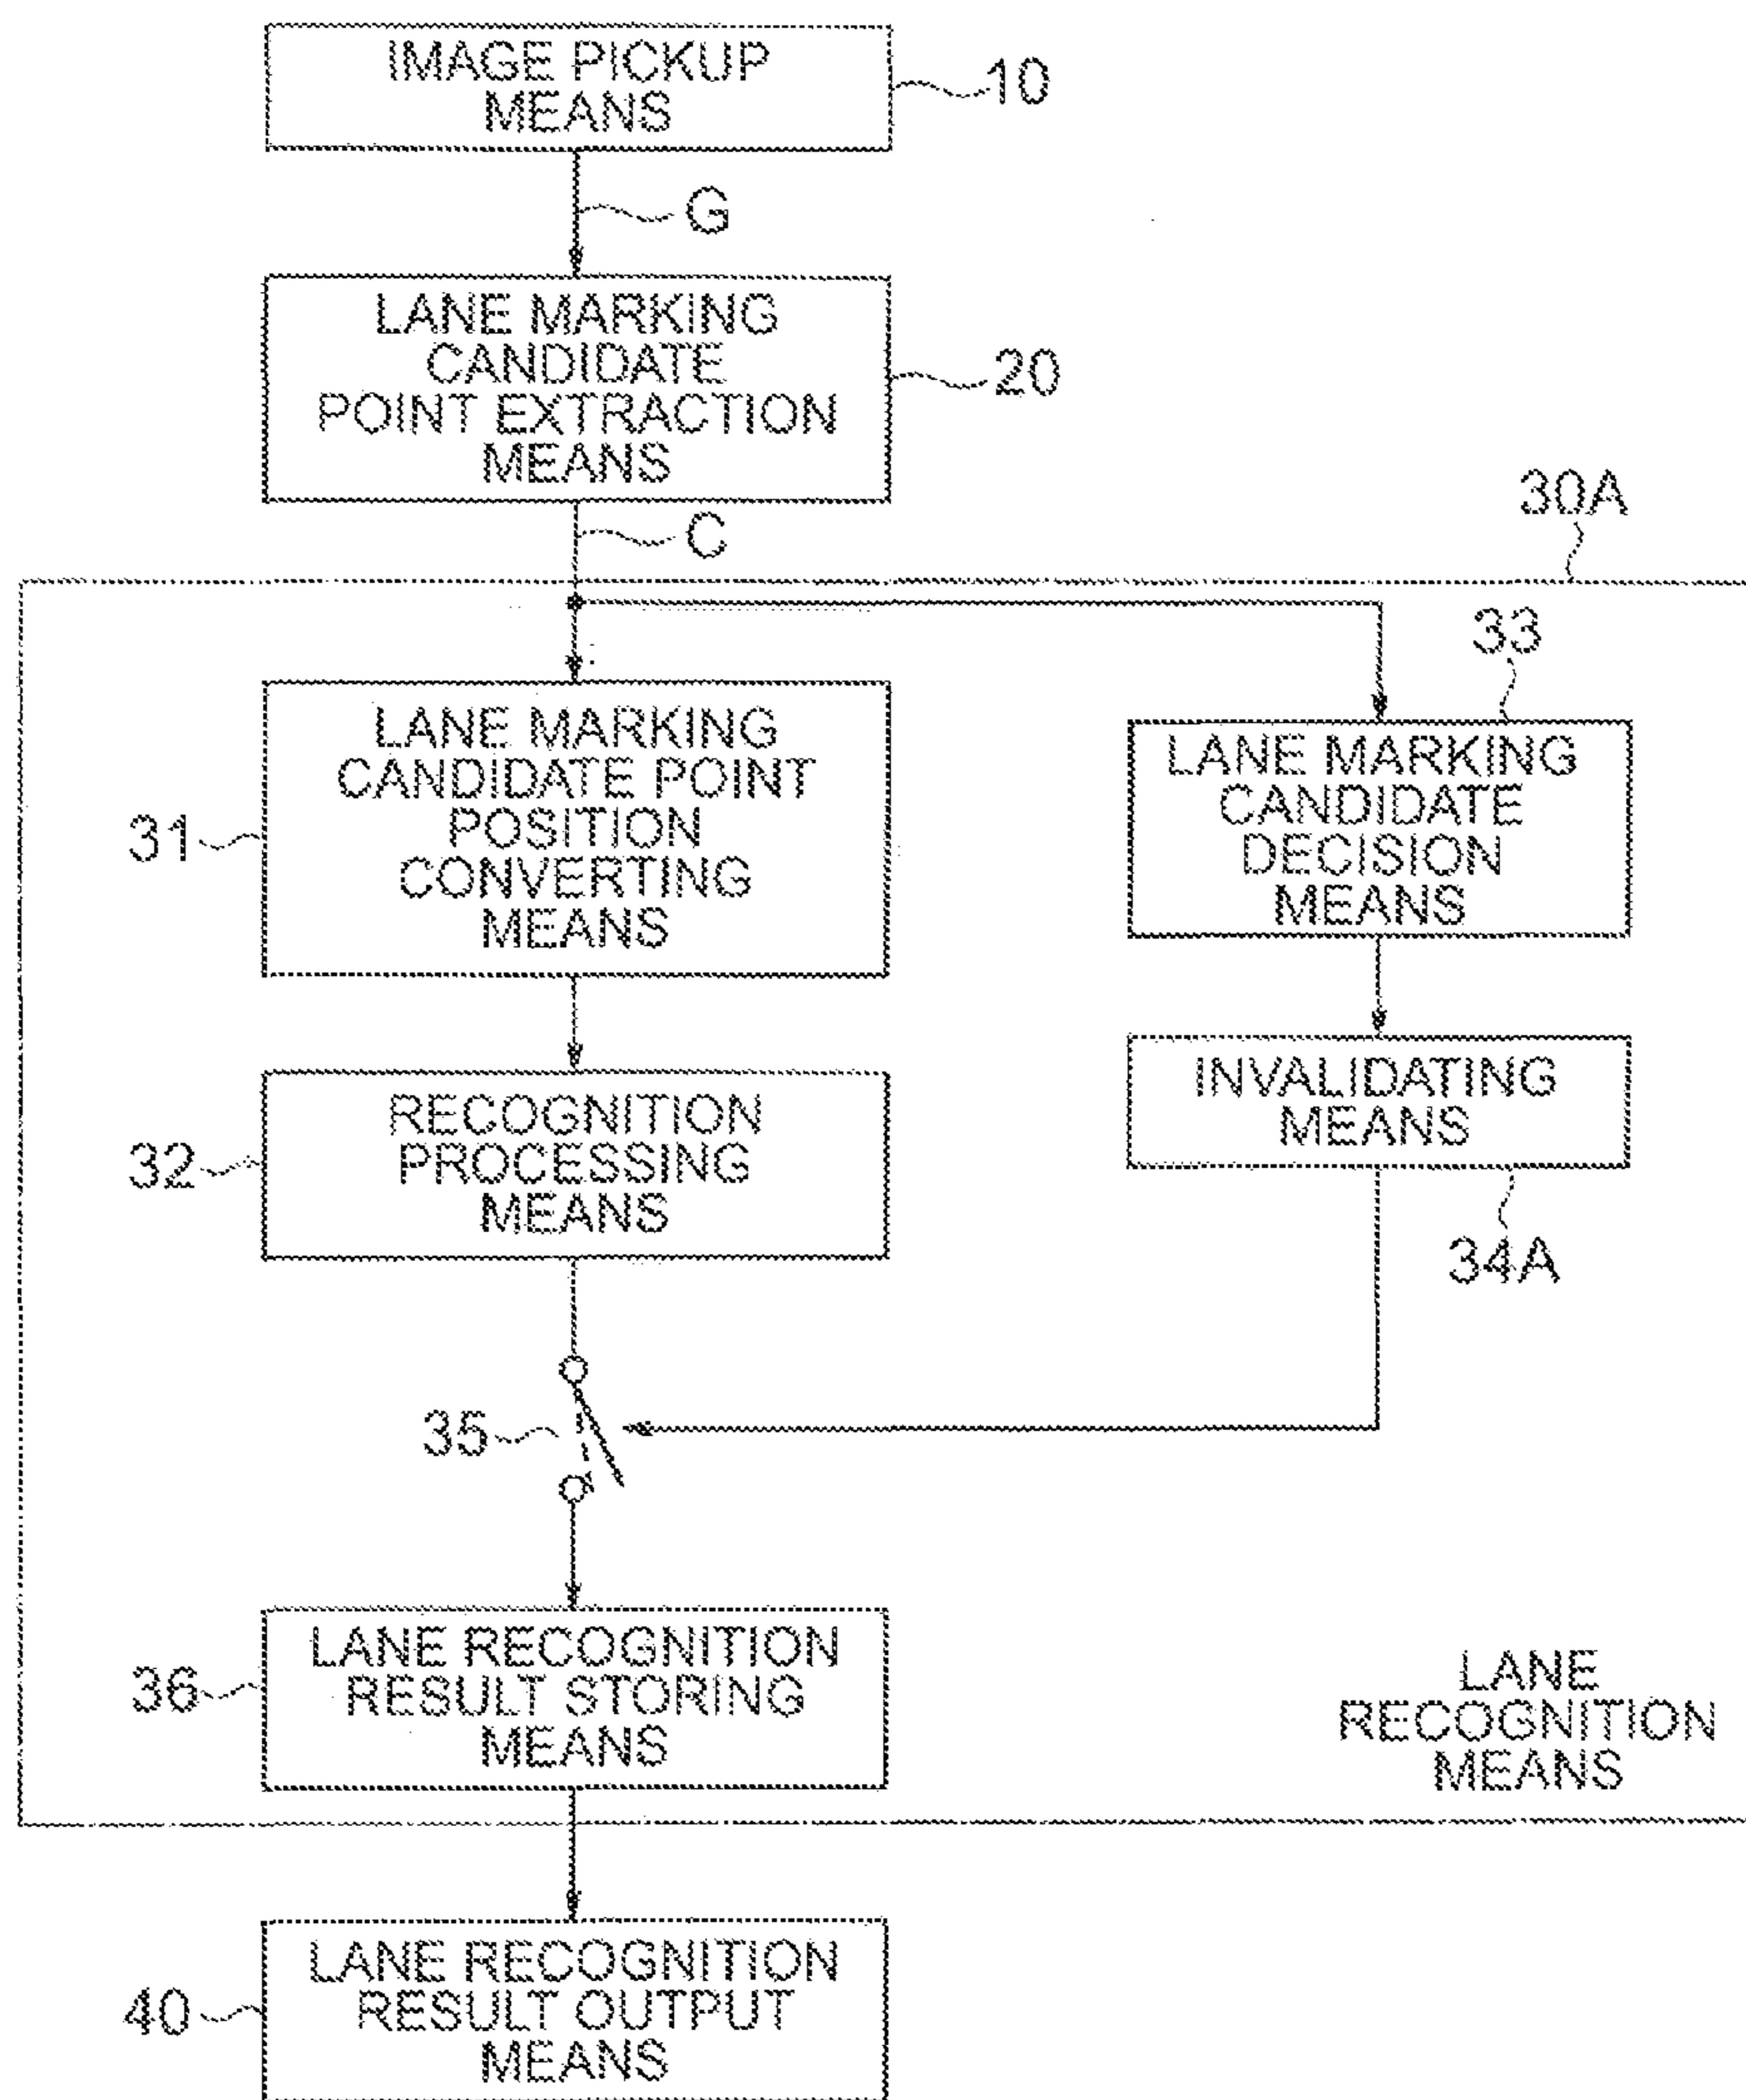 IMAGE PICKUP
MEANS
10
G
LANE MARKING
CANDIDATE
POINT EXTRACTION
MEANS
20
C
30A
33
LANE MARKING
CANDIDATE POINT
POSITION
CONVERTING
MEANS
31
LANE MARKING
CANDIDATE
DECISION
MEANS
RECOGNITION
PROCESSING
MEANS
32
INVALIDATING
MEANS
34A
35
LANE RECOGNITION
RESULT STORING
MEANS
36
LANE
RECOGNITION
MEANS
LANE RECOGNITION
RESULT OUTPUT
MEANS
40